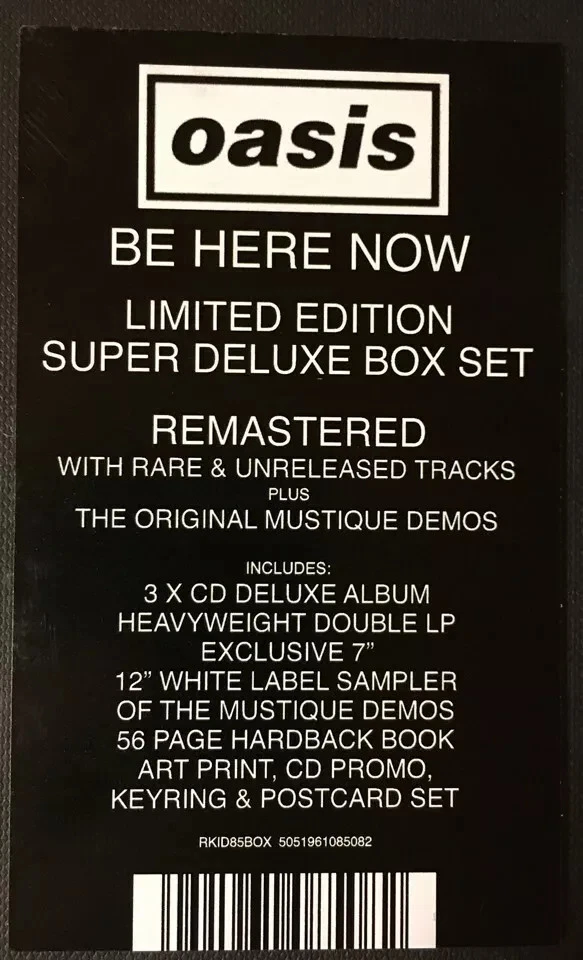 oasis
BE HERE NOW
LIMITED EDITION
SUPER DELUXE BOX SET
REMASTERED
WITH RARE & UNRELEASED TRACKS
PLUS
THE ORIGINAL MUSTIQUE DEMOS
INCLUDES:
3 X CD DELUXE ALBUM
HEAVYWEIGHT DOUBLE LP
EXCLUSIVE 7”
12” WHITE LABEL SAMPLER
OF THE MUSTIQUE DEMOS
56 PAGE HARDBACK BOOK
ART PRINT, CD PROMO,
KEYRING & POSTCARD SET
RKID85BOX 5051961085082